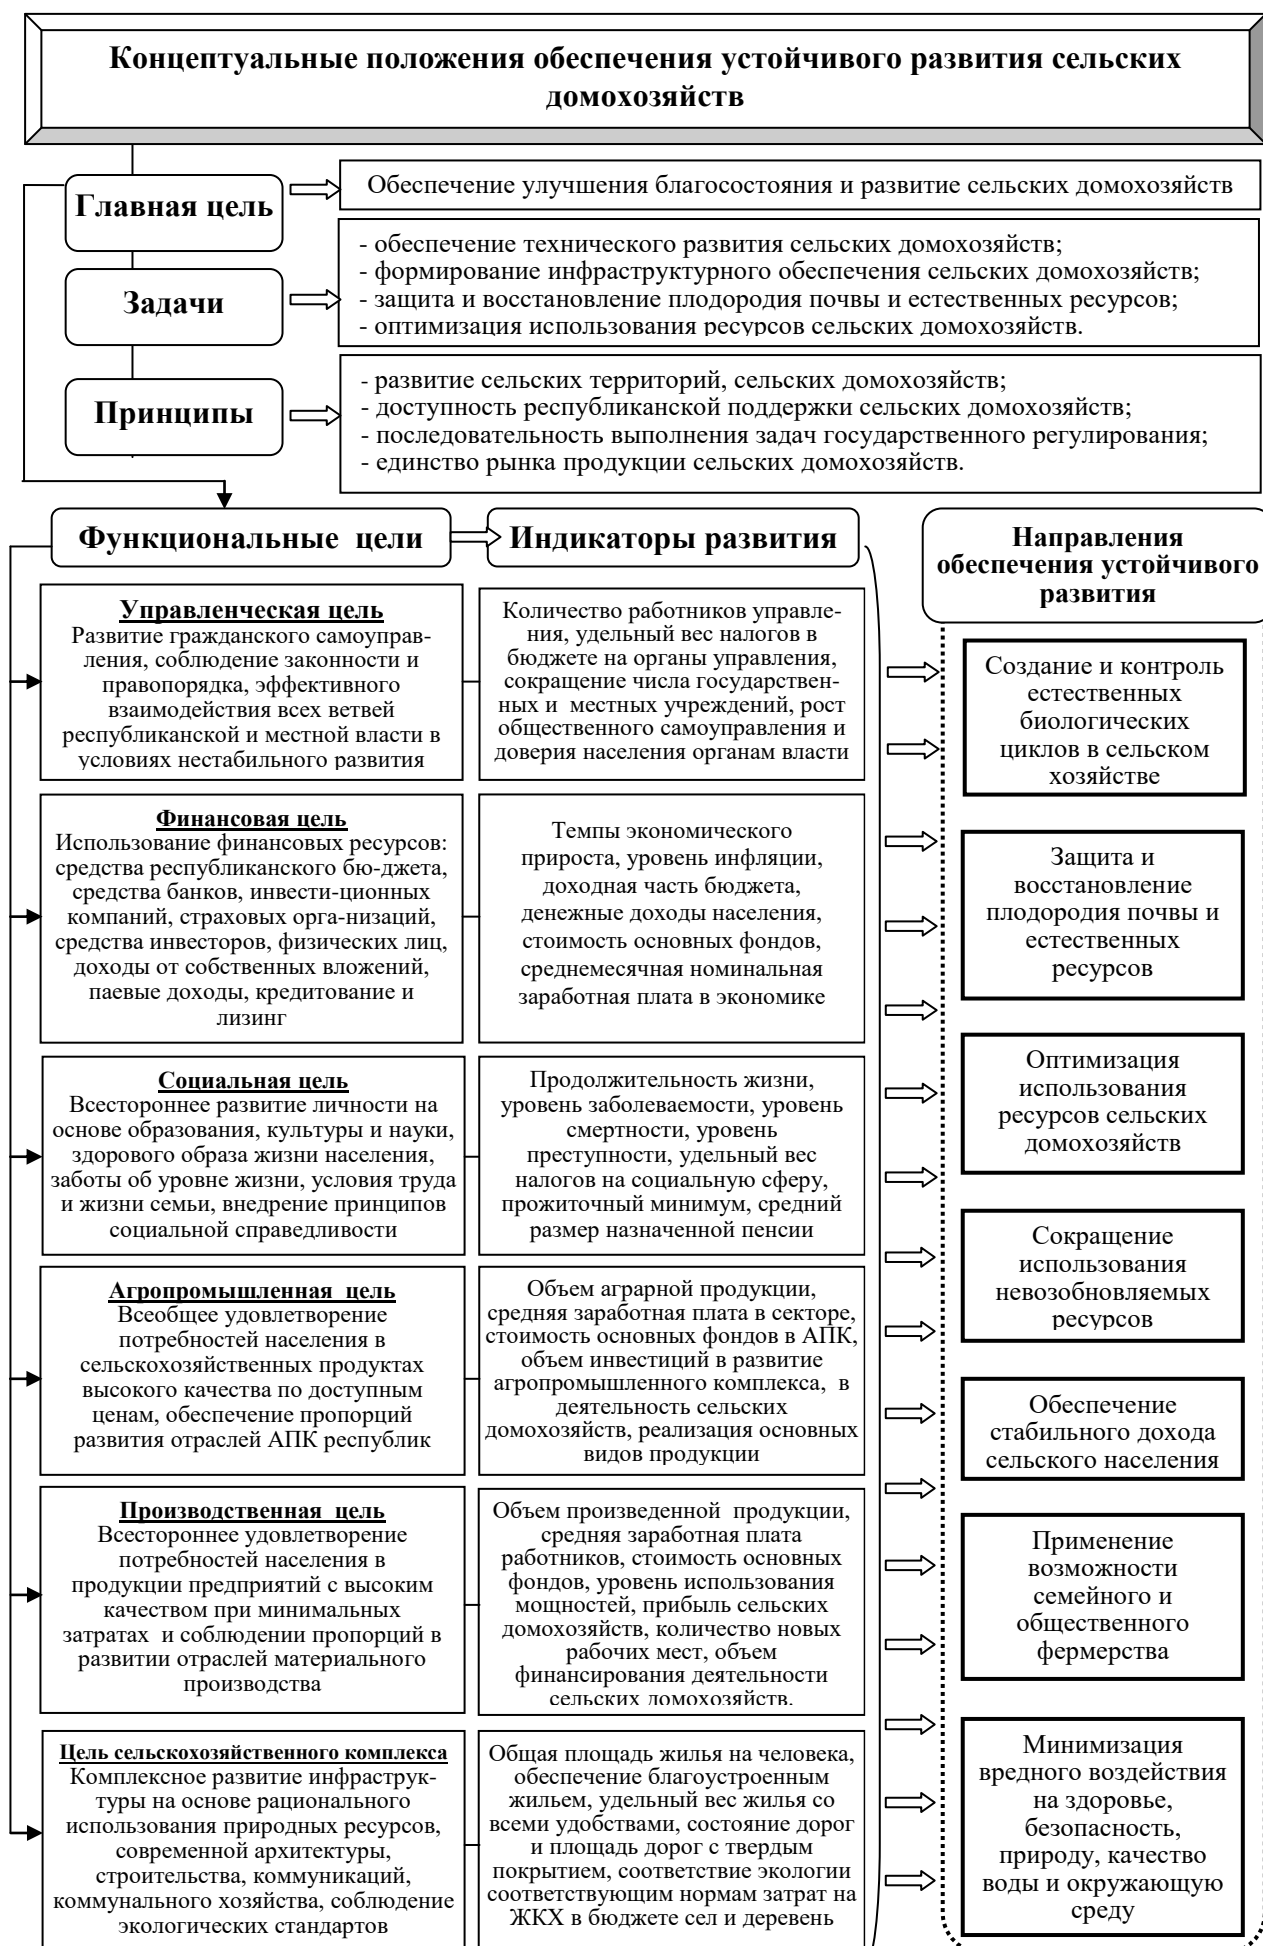 Концептуальные положения обеспечения устойчивого развития сельских
домохозяйств
Главная цель
Обеспечение улучшения благосостояния и развитие сельских домохозяйств
Задачи
- обеспечение технического развития сельских домохозяйств;
- формирование инфраструктурного обеспечения сельских домохозяйств;
- защита и восстановление плодородия почвы и естественных ресурсов;
- оптимизация использования ресурсов сельских домохозяйств.
Принципы
- развитие сельских территорий, сельских домохозяйств;
- доступность республиканской поддержки сельских домохозяйств;
- последовательность выполнения задач государственного регулирования;
- единство рынка продукции сельских домохозяйств.
Функциональные цели
Индикаторы развития
Направления
обеспечения устойчивого
развития
Управленческая цель
Развитие гражданского самоуправ-
ления, соблюдение законности и
правопорядка, эффективного
взаимодействия всех ветвей
республиканской и местной власти в
условиях нестабильного развития
Количество работников управле-
ния, удельный вес налогов в
бюджете на органы управления,
сокращение числа государствен-
ных и местных учреждений, рост
общественного самоуправления и
доверия населения органам власти
Финансовая цель
Использование финансовых ресурсов:
средства республиканского бю-джета,
средства банков, инвести-ционных
компаний, страховых орга-низаций,
средства инвесторов, физических лиц,
доходы от собственных вложений,
паевые доходы, кредитование и
лизинг
Темпы экономического
прироста, уровень инфляции,
доходная часть бюджета,
денежные доходы населения,
стоимость основных фондов,
среднемесячная номинальная
заработная плата в экономике
Социальная цель
Всестороннее развитие личности на
основе образования, культуры и науки,
здорового образа жизни населения,
заботы об уровне жизни, условия труда
и жизни семьи, внедрение принципов
социальной справедливости
Продолжительность жизни,
уровень заболеваемости, уровень
смертности, уровень
преступности, удельный вес
налогов на социальную сферу,
прожиточный минимум, средний
размер назначенной пенсии
Агропромышленная цель
Всеобщее удовлетворение
потребностей населения в
сельскохозяйственных продуктах
высокого качества по доступным
ценам, обеспечение пропорций
развития отраслей АПК республик
Объем аграрной продукции,
средняя заработная плата в секторе,
стоимость основных фондов в АПК,
объем инвестиций в развитие
агропромышленного комплекса, в
деятельность сельских
домохозяйств, реализация основных
видов продукции
Производственная цель
Всестороннее удовлетворение
потребностей населения в
продукции предприятий с высоким
качеством при минимальных
затратах и соблюдении пропорций в
развитии отраслей материального
производства
Объем произведенной продукции,
средняя заработная плата
работников, стоимость основных
фондов, уровень использования
мощностей, прибыль сельских
домохозяйств, количество новых
рабочих мест, объем
финансирования деятельности
сельских домохозяйств.
Цель сельскохозяйственного комплекса
Комплексное развитие инфраструк-
туры на основе рационального
использования природных ресурсов,
современной архитектуры,
строительства, коммуникаций,
коммунального хозяйства, соблюдение
экологических стандартов
Общая площадь жилья на человека,
обеспечение благоустроенным
жильем, удельный вес жилья со
всеми удобствами, состояние дорог
и площадь дорог с твердым
покрытием, соответствие экологии
соответствующим нормам затрат на
ЖКХ в бюджете сел и деревень
Создание и контроль
естественных
биологических
циклов в сельском
хозяйстве
Защита и
восстановление
плодородия почвы и
естественных
ресурсов
Оптимизация
использования
ресурсов сельских
домохозяйств
Сокращение
использования
невозобновляемых
ресурсов
Обеспечение
стабильного дохода
сельского населения
Применение
возможности
семейного и
общественного
фермерства
Минимизация
вредного воздействия
на здоровье,
безопасность,
природу, качество
воды и окружающую
среду